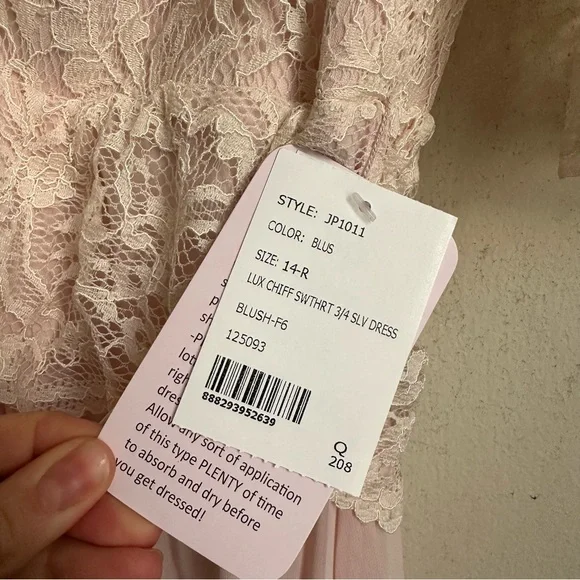 STYLE: JP1011
COLOR: BLUS
SIZE: 14-R
LUX CHIFF SWTHRT 3/4 SLV DRESS
BLUSH-F6
125093
888293952639
Q
208
Allow any sort of application
of this type PLENTY of time
to absorb and dry before
you get dressed!